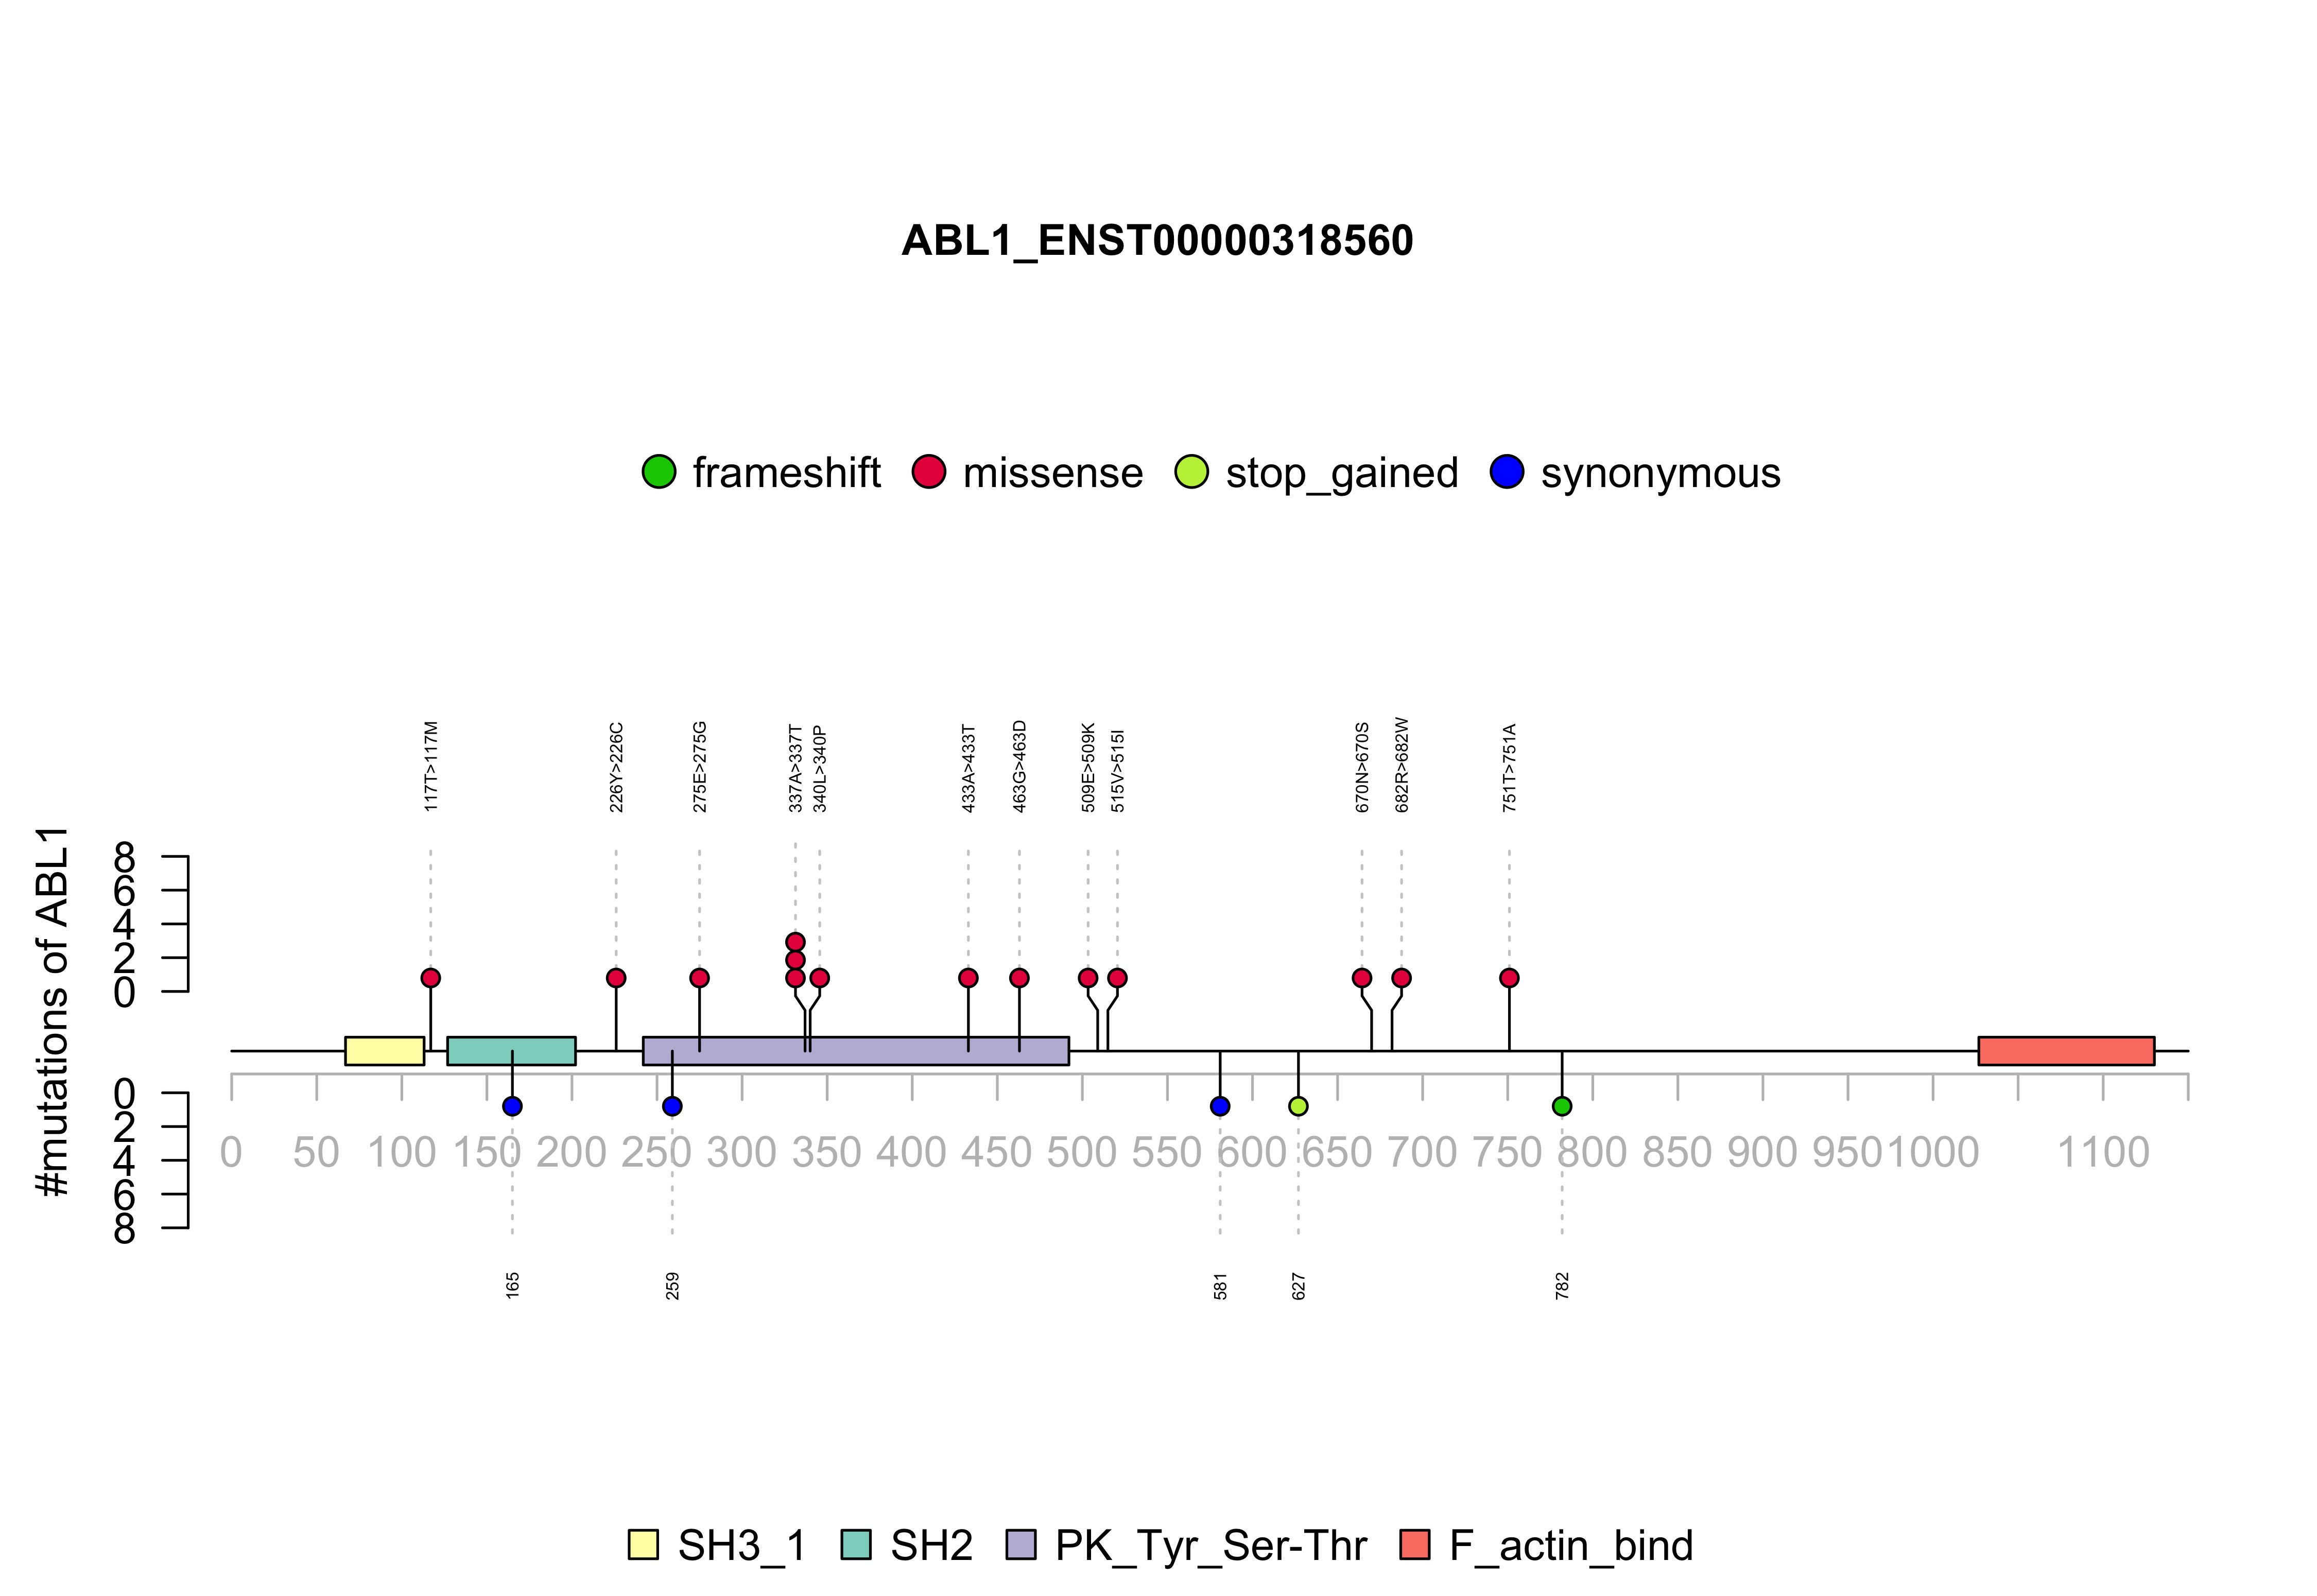 ABL1_ENST00000318560
frameshift missense stop_gained synonymous
117T>117M 226Y>226C 275E>275G 337A>337T 340L>340P 433A>433T 463G>463D 509E>509K 515V>515I 670N>670S 682R>682W 751T>751A
#mutations of ABL1
8
6
4
2
0
0
2
4
6
8
0 50 100 150 200 250 300 350 400 450 500 550 600 650 700 750 800 850 900 950 1000 1100
165 259 581 627 782
SH3_1 SH2 PK_Tyr_Ser-Thr F_actin_bind